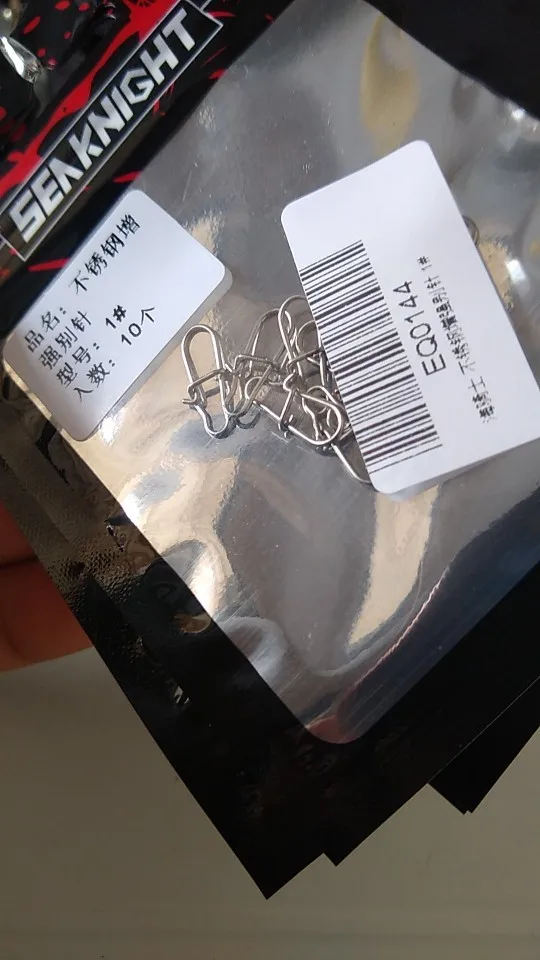 SEAKNIGHT
品名：不锈钢增
强别针
型号：1#
入数：10个
EQ0144
海骑士 不锈钢增强别针 1#